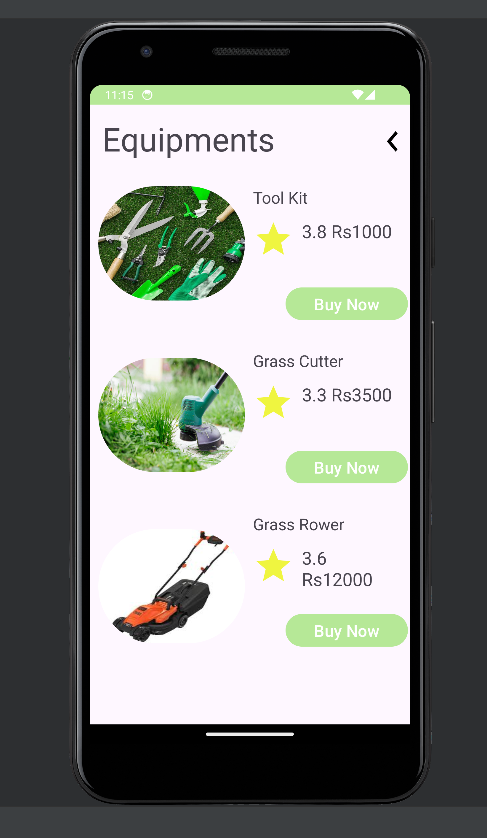 11:15
Equipments
Tool Kit
3.8 Rs1000
Buy Now
Grass Cutter
3.3 Rs3500
Buy Now
Grass Rower
3.6
Rs12000
Buy Now